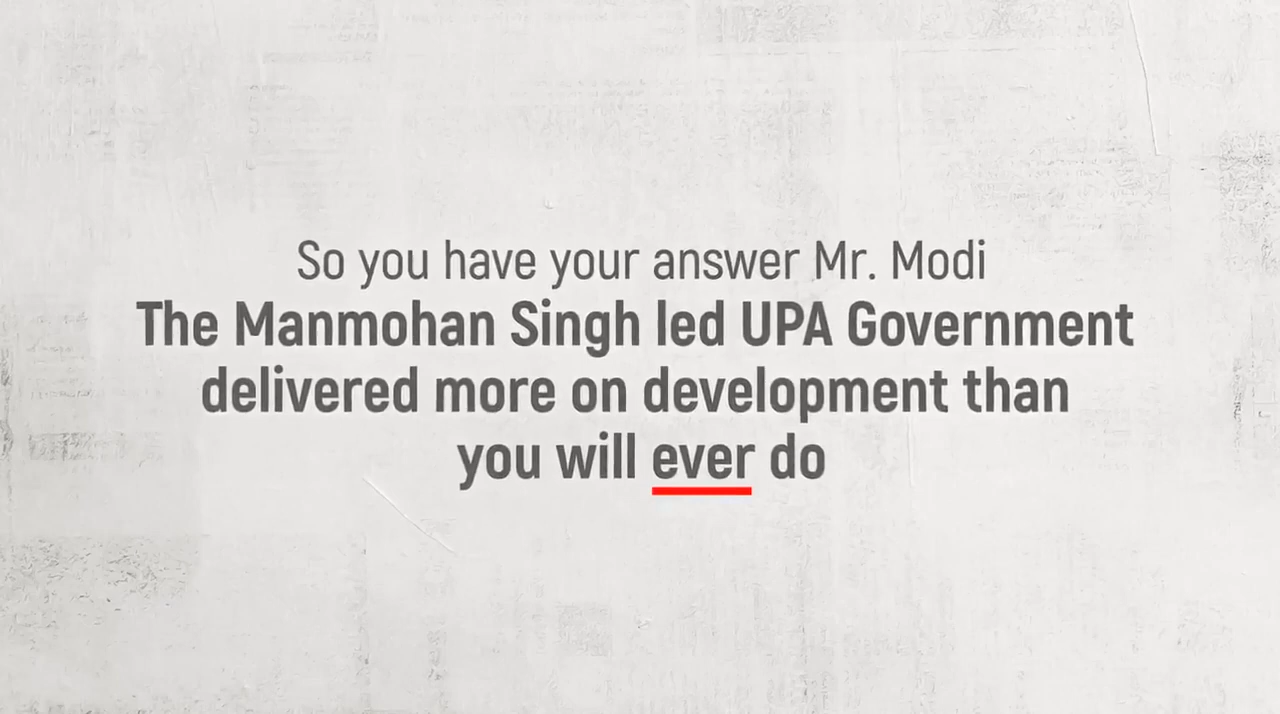 So you have your answer Mr. Modi
The Manmohan Singh led UPA Government
delivered more on development than
you will ever do